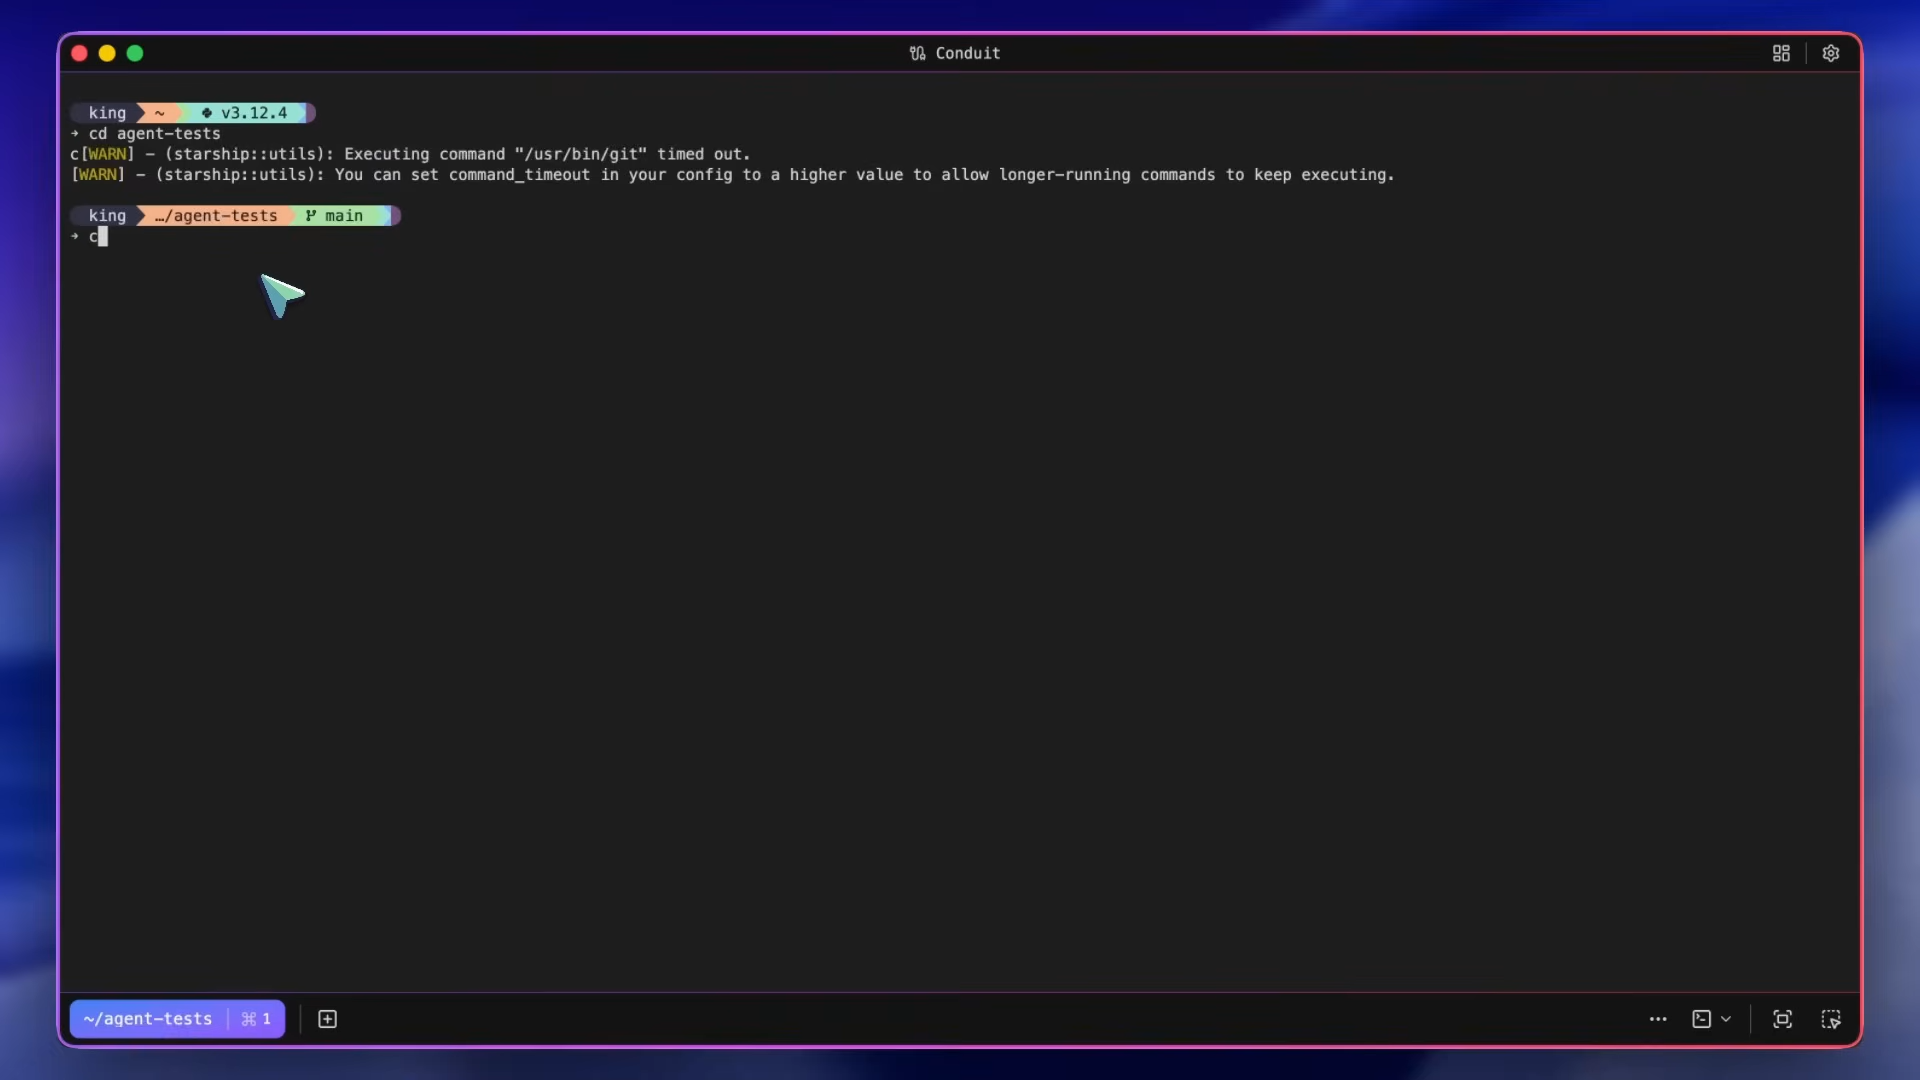 Conduit
king ~ v3.12.4
→ cd agent-tests
c[WARN] - (starship::utils): Executing command "/usr/bin/git" timed out.
[WARN] - (starship::utils): You can set command_timeout in your config to a higher value to allow longer-running commands to keep executing.
king …/agent-tests main
→ c
~/agent-tests ⌘ 1